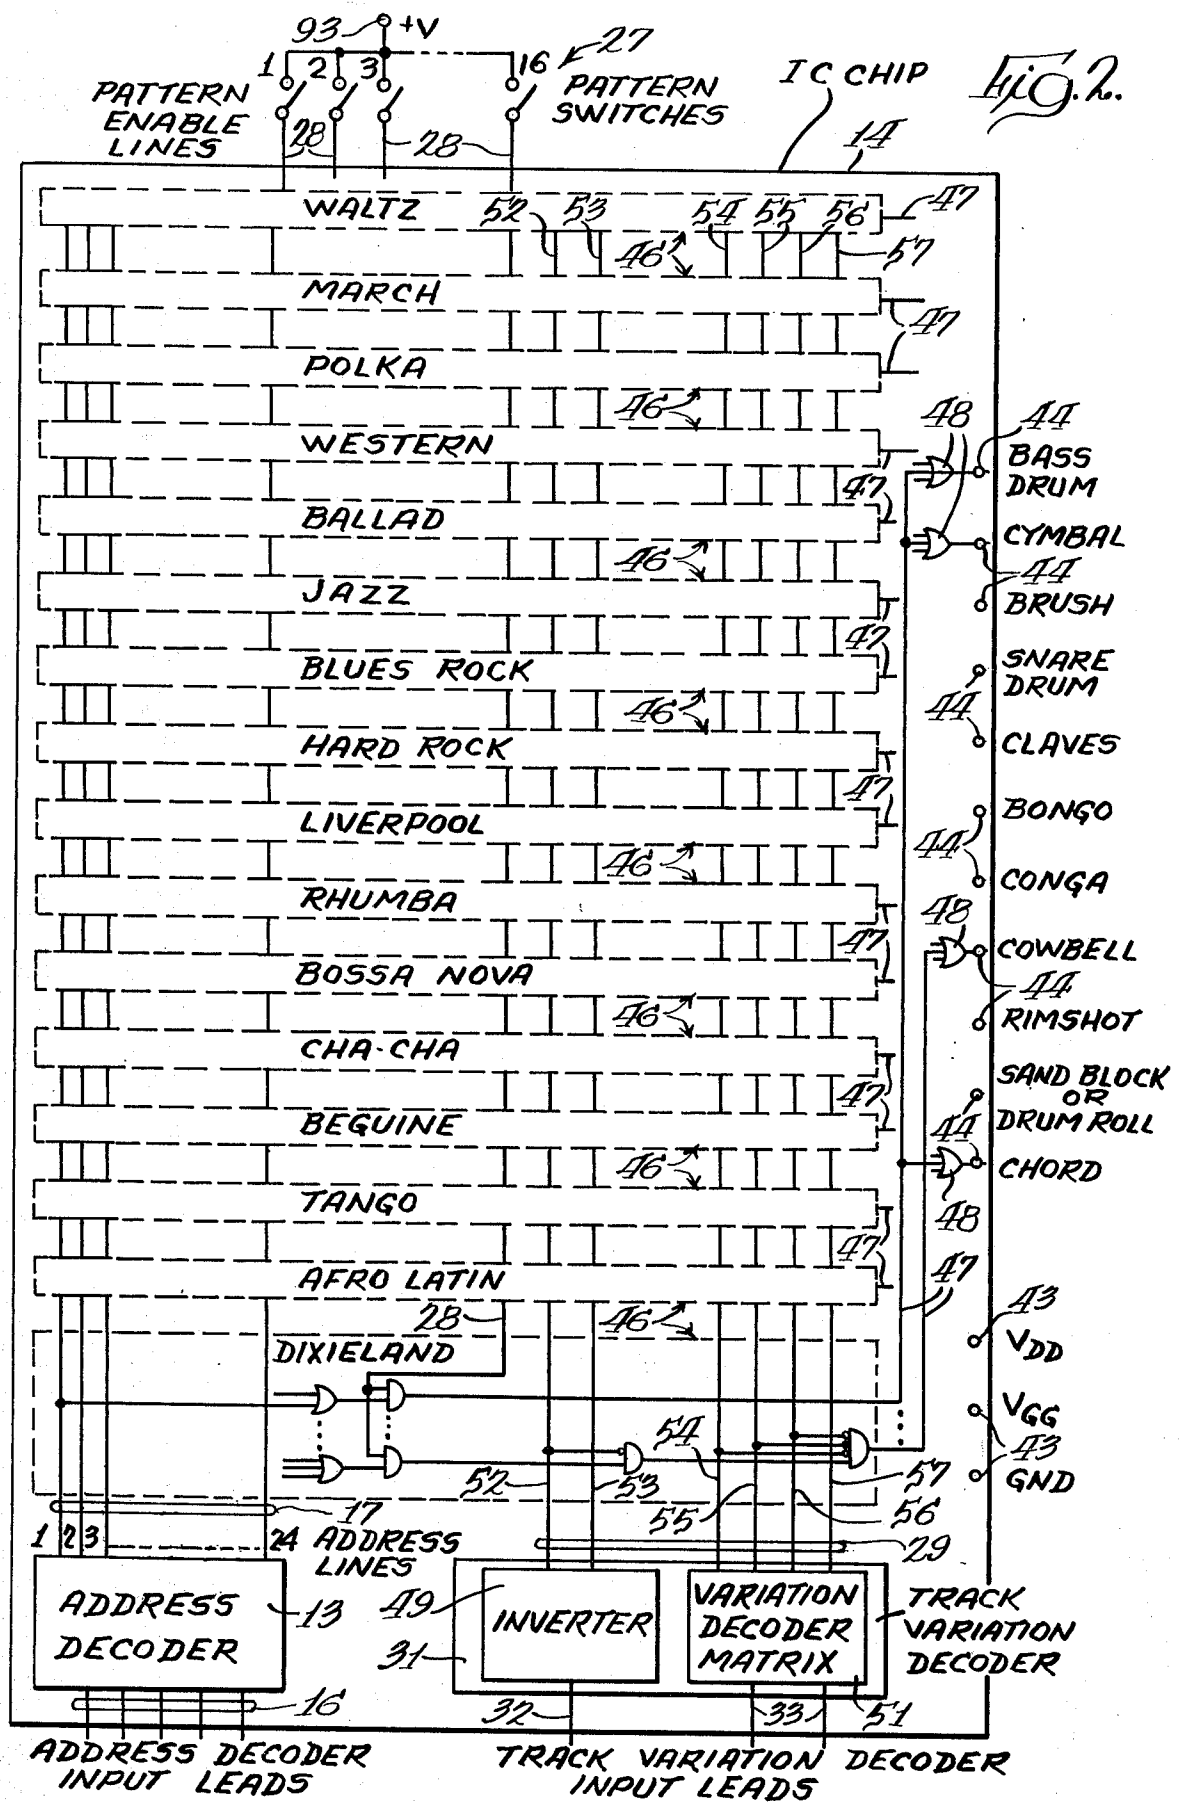 Fig. 2.
93 +V
1 2 3 16 27
PATTERN
ENABLE
LINES
28 28
PATTERN
SWITCHES
IC CHIP
14
WALTZ 52 53 54 55 56 47
46 57
MARCH
47
POLKA
46
WESTERN
47
BALLAD
46
JAZZ
47
BLUES ROCK
46
HARD ROCK
47
LIVERPOOL
46
RHUMBA
47
BOSSA NOVA
46
CHA-CHA
47
BEGUINE
46
TANGO
47
AFRO LATIN
28 46
DIXIELAND
48 44
BASS
DRUM
CYMBAL
44
BRUSH
SNARE
DRUM
44
CLAVES
BONGO
44
CONGA
48
COWBELL
44
RIMSHOT
SAND BLOCK
OR
DRUM ROLL
44
CHORD
48
47
43
VDD
VGG
43
GND
52 53 54 55 56 57
17 29
1 2 3 24 ADDRESS
LINES
ADDRESS
DECODER
13
49
INVERTER
31
VARIATION
DECODER
MATRIX
51
TRACK
VARIATION
DECODER
16 32 33
ADDRESS DECODER
INPUT LEADS
TRACK VARIATION DECODER
INPUT LEADS